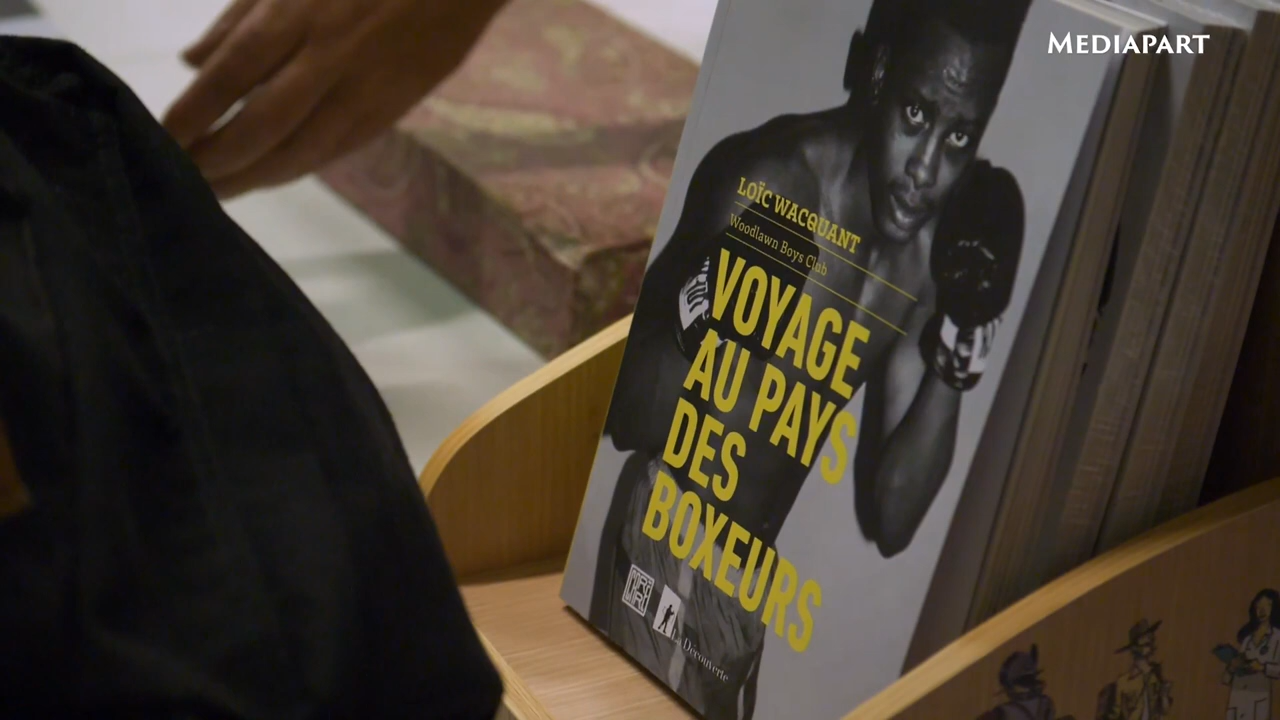 MEDIAPART
LOÏC WACQUANT
Woodlawn Boys Club
VOYAGE
AU PAYS
DES
BOXEURS
La Découverte